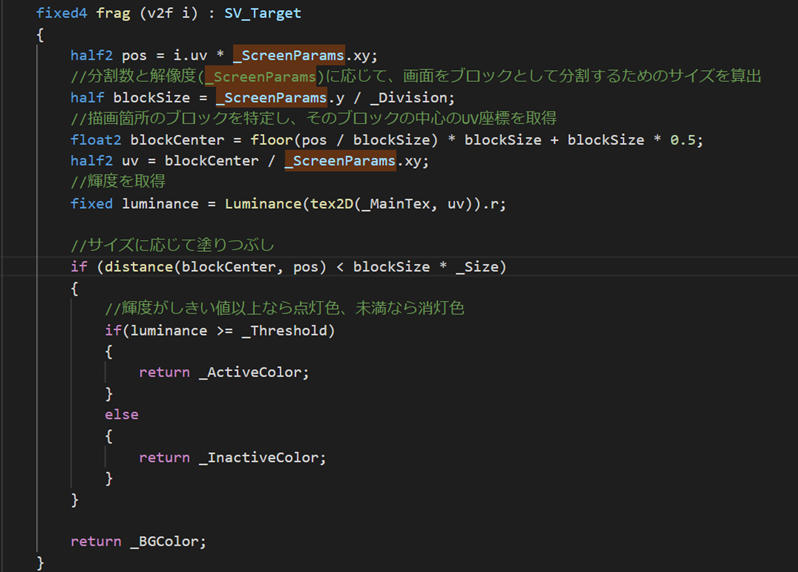 fixed4 frag (v2f i) : SV_Target
{
half2 pos = i.uv * _ScreenParams.xy;
//分割数と解像度(_ScreenParams)に応じて、画面をブロックとして分割するためのサイズを算出
half blockSize = _ScreenParams.y / _Division;
//描画箇所のブロックを特定し、そのブロックの中心のUV座標を取得
float2 blockCenter = floor(pos / blockSize) * blockSize + blockSize * 0.5;
half2 uv = blockCenter / _ScreenParams.xy;
//輝度を取得
fixed luminance = Luminance(tex2D(_MainTex, uv)).r;
//サイズに応じて塗りつぶし
if (distance(blockCenter, pos) < blockSize * _Size)
{
//輝度がしきい値以上なら点灯色、未満なら消灯色
if(luminance >= _Threshold)
{
return _ActiveColor;
}
else
{
return _InactiveColor;
}
}
return _BGColor;
}